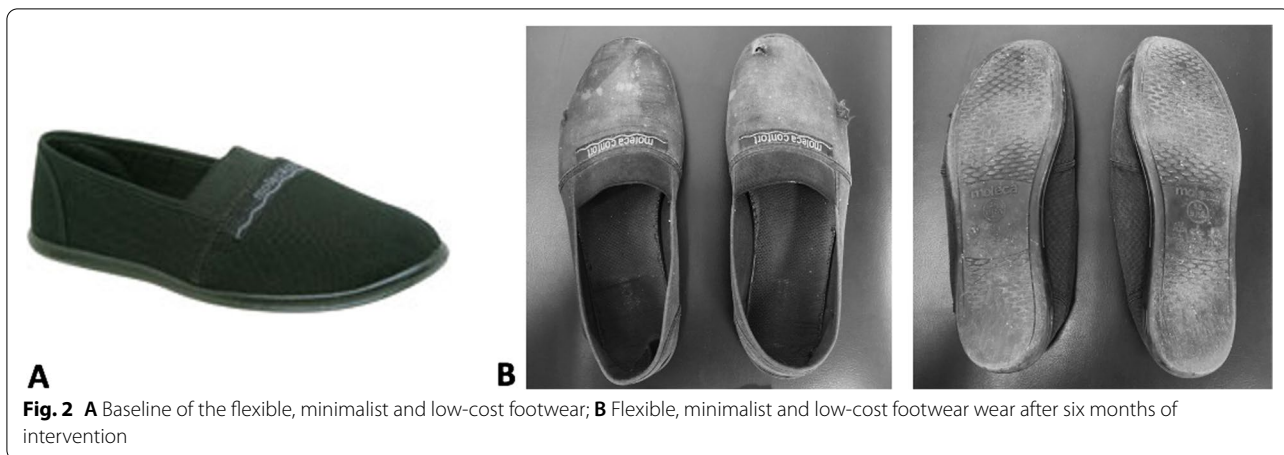 A
B
moleca confort
moleca confort
moleca
Fig. 2 A Baseline of the flexible, minimalist and low-cost footwear; B Flexible, minimalist and low-cost footwear wear after six months of
intervention